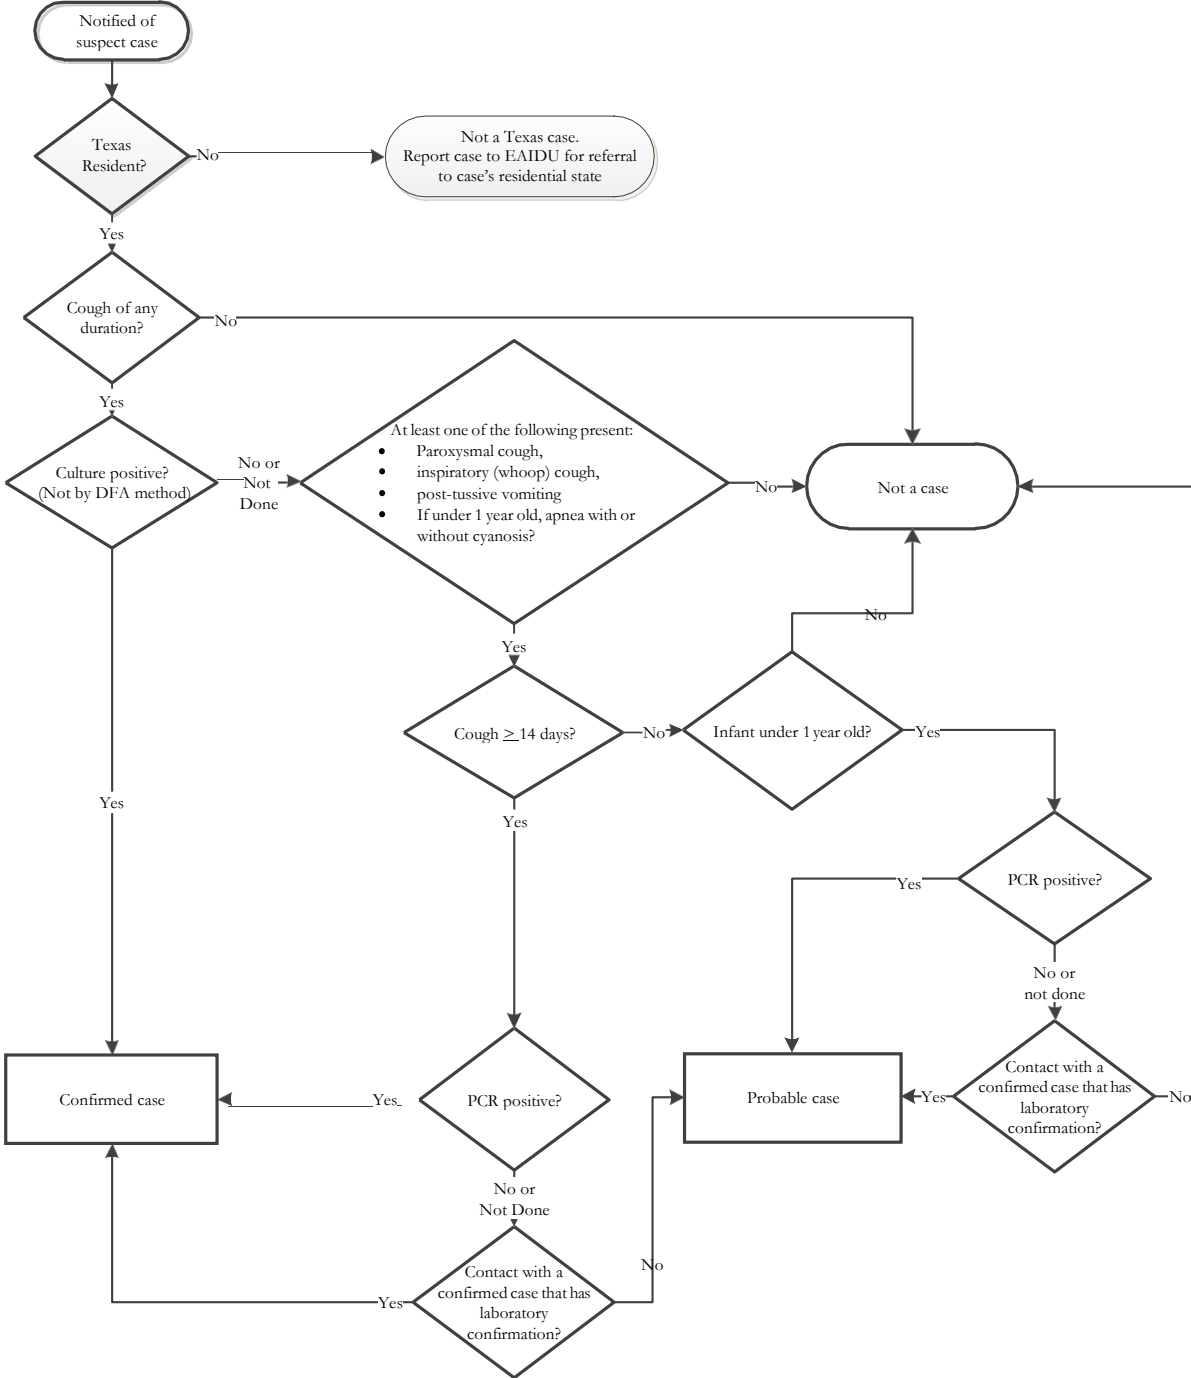 Notified of
suspect case
Texas
Resident?
No
Not a Texas case.
Report case to EAIDU for referral
to case's residential state
Yes
Cough of any
duration?
No
Yes
Culture positive?
(Not by DFA method)
No or
Not
Done
At least one of the following present:
• Paroxysmal cough,
• inspiratory (whoop) cough,
• post-tussive vomiting
• If under 1 year old, apnea with or
without cyanosis?
No
Not a case
No
Yes
Cough ≥ 14 days?
No
Infant under 1 year old?
Yes
Yes
Yes
PCR positive?
Yes
No or
not done
Confirmed case
Yes
PCR positive?
Probable case
Yes
Contact with a
confirmed case that has
laboratory
confirmation?
No
No or
Not Done
No
Contact with a
confirmed case that has
laboratory
confirmation?
Yes